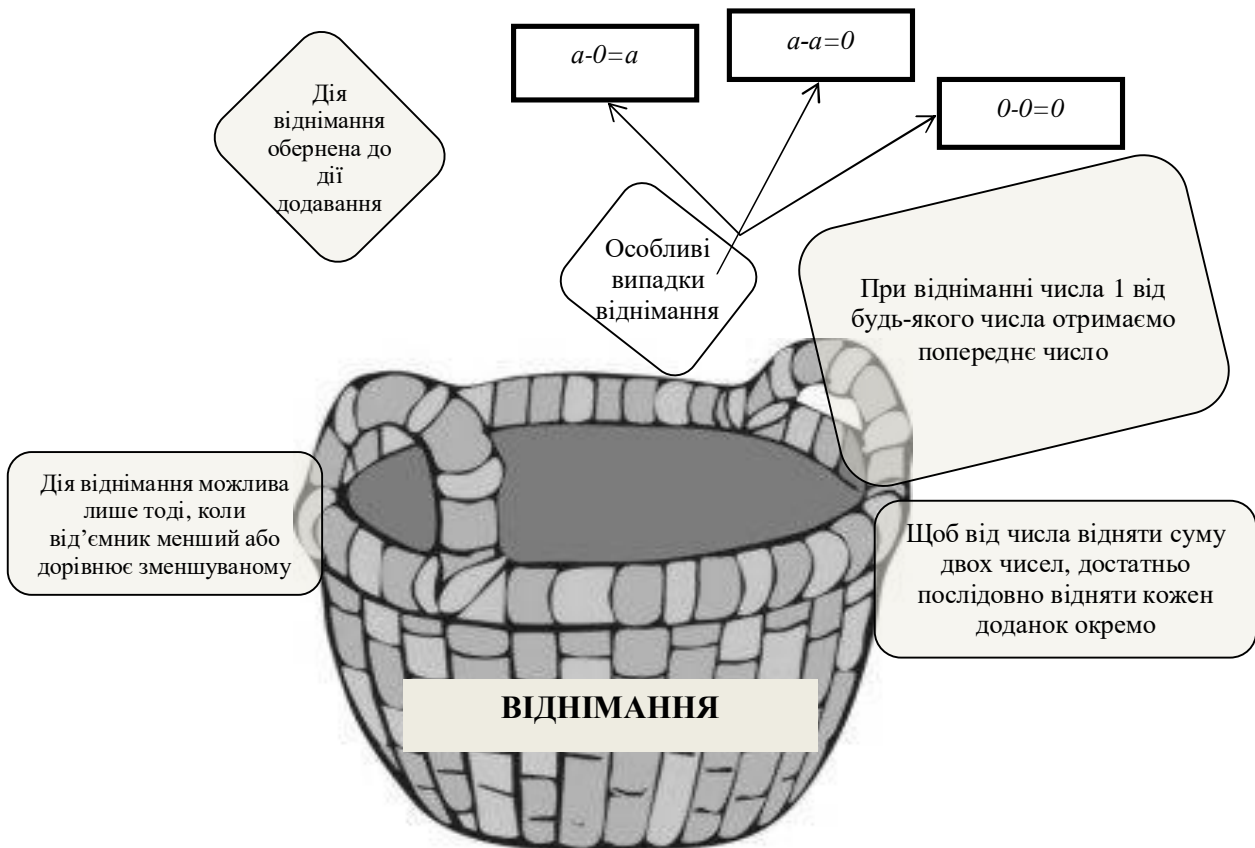 a-0=a
a-a=0
0-0=0
Дія
віднімання
обернена до
дії
додавання
Особливі
випадки
віднімання
При відніманні числа 1 від
будь-якого числа отримаємо
попереднє число
Дія віднімання можлива
лише тоді, коли
від’ємник менший або
дорівнює зменшуваному
Щоб від числа відняти суму
двох чисел, достатньо
послідовно відняти кожен
доданок окремо
ВІДНІМАННЯ